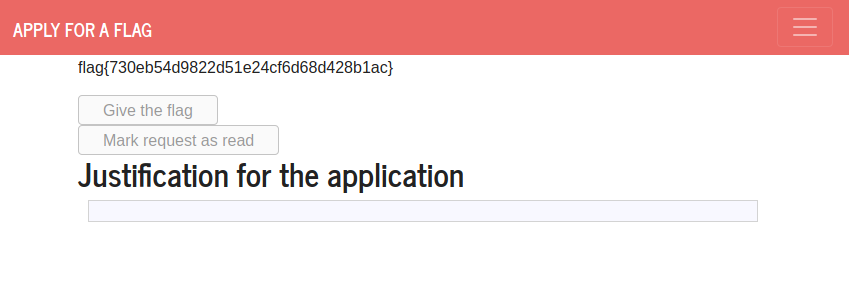 APPLY FOR A FLAG
flag{730eb54d9822d51e24cf6d68d428b1ac}
Give the flag
Mark request as read
Justification for the application